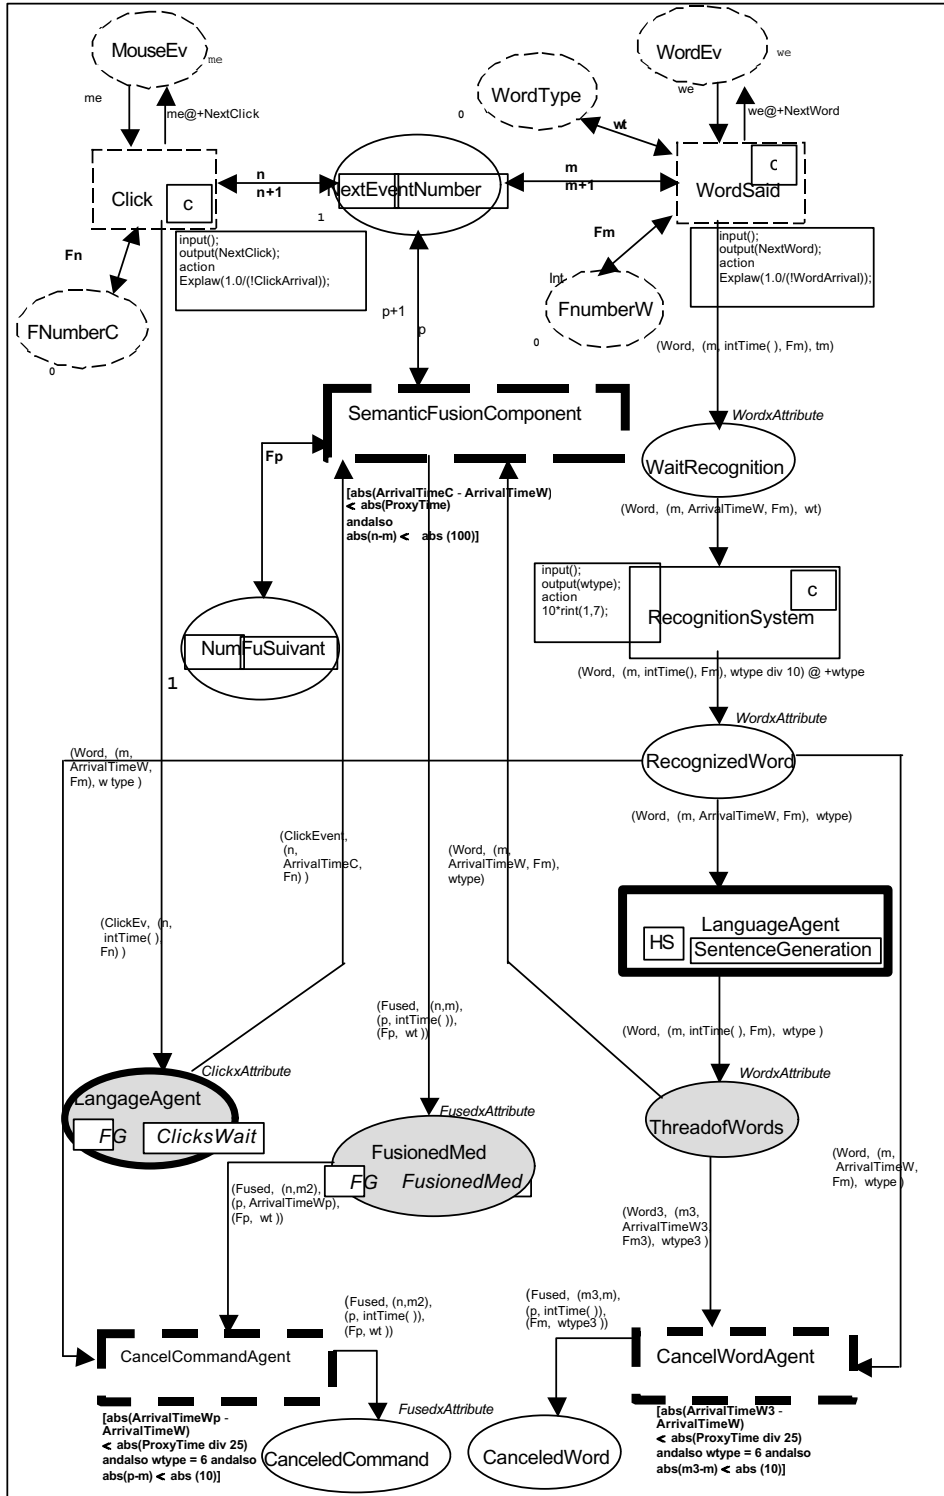 MouseEv
me
me
me@+NextClick
WordEv
we
we
we@+NextWord
WordType
0
wt
Click
C
n
n+1
extEventNumber
1
m
m+1
WordSaid
C
Fn
input();
output(NextClick);
action
Explaw(1.0/(!ClickArrival));
Fm
input();
output(NextWord);
action
Explaw(1.0/(!WordArrival));
FNumberC
0
p+1
p
Int
FnumberW
0
(Word, (m, intTime( ), Fm), tm)
SemanticFusionComponent
WordxAttribute
WaitRecognition
Fp
[abs(ArrivalTimeC - ArrivalTimeW)
< abs(ProxyTime)
andalso
abs(n-m) < abs (100)]
(Word, (m, ArrivalTimeW, Fm), wt)
input();
output(wtype);
action
10*rint(1,7);
C
RecognitionSystem
NumFuSuivant
1
(Word, (m, intTime(), Fm), wtype div 10) @ +wtype
WordxAttribute
RecognizedWord
(Word, (m,
ArrivalTimeW,
Fm), w type )
(Word, (m, ArrivalTimeW, Fm), wtype)
(ClickEvent,
(n,
ArrivalTimeC,
Fn) )
(Word, (m,
ArrivalTimeW, Fm),
wtype)
(ClickEv, (n,
intTime( ),
Fn) )
LanguageAgent
HS
SentenceGeneration
(Fused, (n,m),
(p, intTime( )),
(Fp, wt ))
(Word, (m, intTime( ), Fm), wtype )
ClickxAttribute
WordxAttribute
LangageAgent
FG
ClicksWait
FusedxAttribute
FusionedMed
FG
FusionedMed
ThreadofWords
(Word, (m,
ArrivalTimeW,
Fm), wtype )
(Fused, (n,m2),
(p, ArrivalTimeWp),
(Fp, wt ))
(Word3, (m3,
ArrivalTimeW3,
Fm3), wtype3 )
(Fused, (n,m2),
(p, intTime( )),
(Fp, wt ))
(Fused, (m3,m),
(p, intTime( )),
(Fm, wtype3 ))
CancelCommandAgent
CancelWordAgent
[abs(ArrivalTimeWp -
ArrivalTimeW)
< abs(ProxyTime div 25)
andalso wtype = 6 andalso
abs(p-m) < abs (10)]
FusedxAttribute
CanceledCommand
CanceledWord
[abs(ArrivalTimeW3 -
ArrivalTimeW)
< abs(ProxyTime div 25)
andalso wtype = 6 andalso
abs(m3-m) < abs (10)]